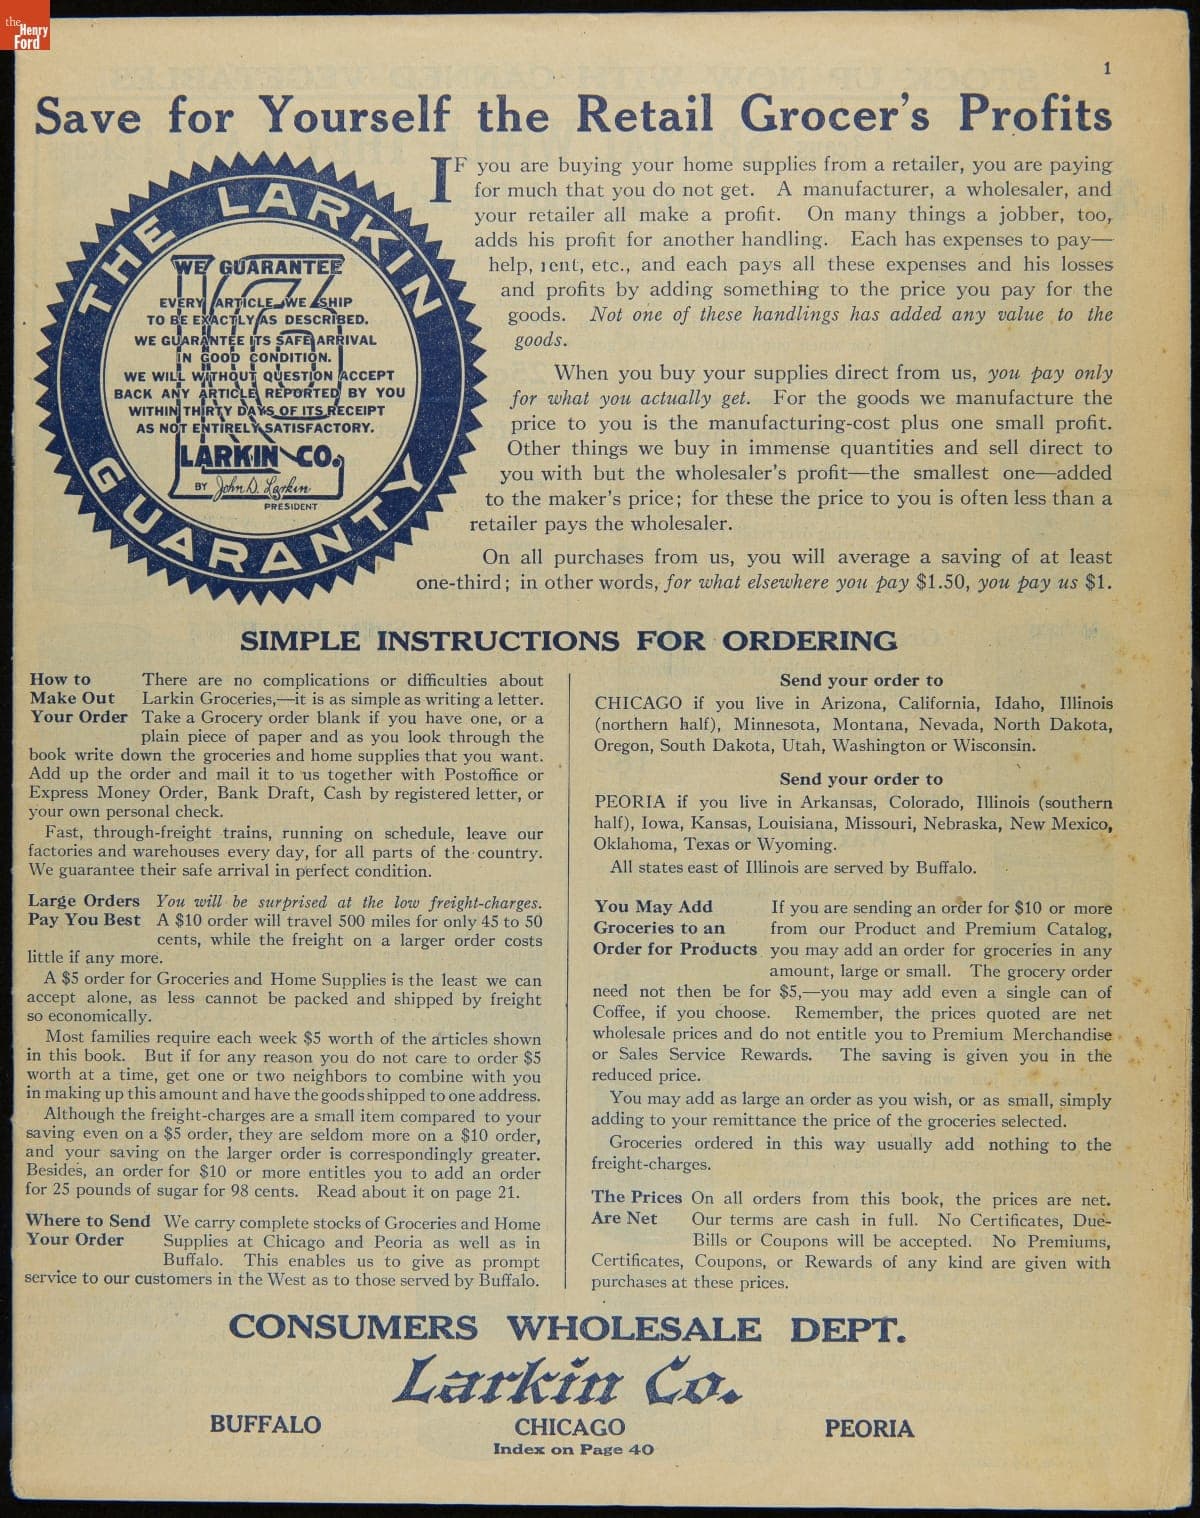 the
Henry
Ford
1
Save for Yourself the Retail Grocer's Profits
THE LARKIN
GUARANTY
WE GUARANTEE
EVERY ARTICLE WE SHIP
TO BE EXACTLY AS DESCRIBED.
WE GUARANTEE ITS SAFE ARRIVAL
IN GOOD CONDITION.
WE WILL WITHOUT QUESTION ACCEPT
BACK ANY ARTICLE REPORTED BY YOU
WITHIN THIRTY DAYS OF ITS RECEIPT
AS NOT ENTIRELY SATISFACTORY.
LARKIN CO.
BY John D. Larkin
PRESIDENT
IF you are buying your home supplies from a retailer, you are paying
for much that you do not get. A manufacturer, a wholesaler, and
your retailer all make a profit. On many things a jobber, too,
adds his profit for another handling. Each has expenses to pay—
help, rent, etc., and each pays all these expenses and his losses
and profits by adding something to the price you pay for the
goods. Not one of these handlings has added any value to the
goods.
When you buy your supplies direct from us, you pay only
for what you actually get. For the goods we manufacture the
price to you is the manufacturing-cost plus one small profit.
Other things we buy in immense quantities and sell direct to
you with but the wholesaler's profit—the smallest one—added
to the maker's price; for these the price to you is often less than a
retailer pays the wholesaler.
On all purchases from us, you will average a saving of at least
one-third; in other words, for what elsewhere you pay $1.50, you pay us $1.
SIMPLE INSTRUCTIONS FOR ORDERING
How to
Make Out
Your Order
There are no complications or difficulties about
Larkin Groceries,—it is as simple as writing a letter.
Take a Grocery order blank if you have one, or a
plain piece of paper and as you look through the
book write down the groceries and home supplies that you want.
Add up the order and mail it to us together with Postoffice or
Express Money Order, Bank Draft, Cash by registered letter, or
your own personal check.
Fast, through-freight trains, running on schedule, leave our
factories and warehouses every day, for all parts of the country.
We guarantee their safe arrival in perfect condition.
Large Orders
Pay You Best
You will be surprised at the low freight-charges.
A $10 order will travel 500 miles for only 45 to 50
cents, while the freight on a larger order costs
little if any more.
A $5 order for Groceries and Home Supplies is the least we can
accept alone, as less cannot be packed and shipped by freight
so economically.
Most families require each week $5 worth of the articles shown
in this book. But if for any reason you do not care to order $5
worth at a time, get one or two neighbors to combine with you
in making up this amount and have the goods shipped to one address.
Although the freight-charges are a small item compared to your
saving even on a $5 order, they are seldom more on a $10 order,
and your saving on the larger order is correspondingly greater.
Besides, an order for $10 or more entitles you to add an order
for 25 pounds of sugar for 98 cents. Read about it on page 21.
Where to Send
Your Order
We carry complete stocks of Groceries and Home
Supplies at Chicago and Peoria as well as in
Buffalo. This enables us to give as prompt
service to our customers in the West as to those served by Buffalo.
Send your order to
CHICAGO if you live in Arizona, California, Idaho, Illinois
(northern half), Minnesota, Montana, Nevada, North Dakota,
Oregon, South Dakota, Utah, Washington or Wisconsin.
Send your order to
PEORIA if you live in Arkansas, Colorado, Illinois (southern
half), Iowa, Kansas, Louisiana, Missouri, Nebraska, New Mexico,
Oklahoma, Texas or Wyoming.
All states east of Illinois are served by Buffalo.
You May Add
Groceries to an
Order for Products
If you are sending an order for $10 or more
from our Product and Premium Catalog,
you may add an order for groceries in any
amount, large or small. The grocery order
need not then be for $5,—you may add even a single can of
Coffee, if you choose. Remember, the prices quoted are net
wholesale prices and do not entitle you to Premium Merchandise
or Sales Service Rewards. The saving is given you in the
reduced price.
You may add as large an order as you wish, or as small, simply
adding to your remittance the price of the groceries selected.
Groceries ordered in this way usually add nothing to the
freight-charges.
The Prices
Are Net
On all orders from this book, the prices are net.
Our terms are cash in full. No Certificates, Due-
Bills or Coupons will be accepted. No Premiums,
Certificates, Coupons, or Rewards of any kind are given with
purchases at these prices.
CONSUMERS WHOLESALE DEPT.
Larkin Co.
BUFFALO CHICAGO PEORIA
Index on Page 40